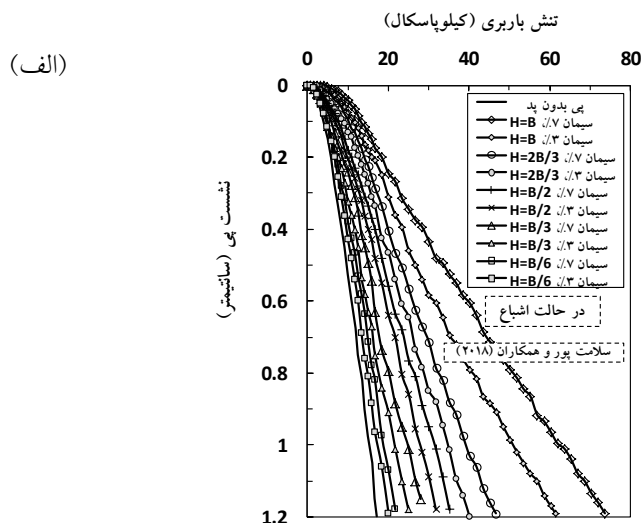 تنش باربری (کیلوپاسکال)
(الف)
0 20 40 60 80
0
0.2
0.4
0.6
0.8
1
1.2
نشست پی (سانتیمتر)
پی بدون پد
H=B سیمان ۷٪،
H=B سیمان ۳٪،
H=2B/3 سیمان ۷٪،
H=2B/3 سیمان ۳٪،
H=B/2 سیمان ۷٪،
H=B/2 سیمان ۳٪،
H=B/3 سیمان ۷٪،
H=B/3 سیمان ۳٪،
H=B/6 سیمان ۷٪،
H=B/6 سیمان ۳٪،
در حالت اشباع
سلامت پور و همکاران (۲۰۱۸)